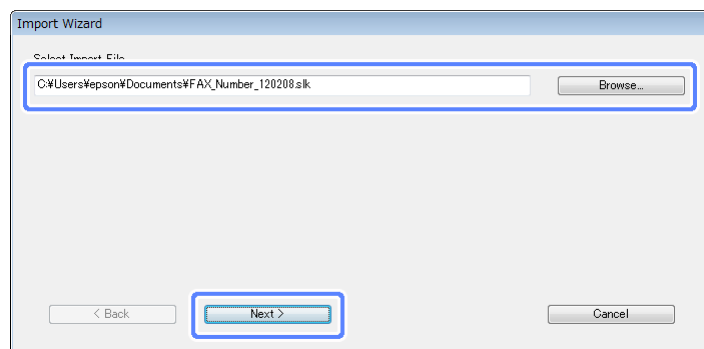 Import Wizard
Select Import File
C:¥Users¥epson¥Documents¥FAX_Number_120208.slk Browse...
< Back Next > Cancel